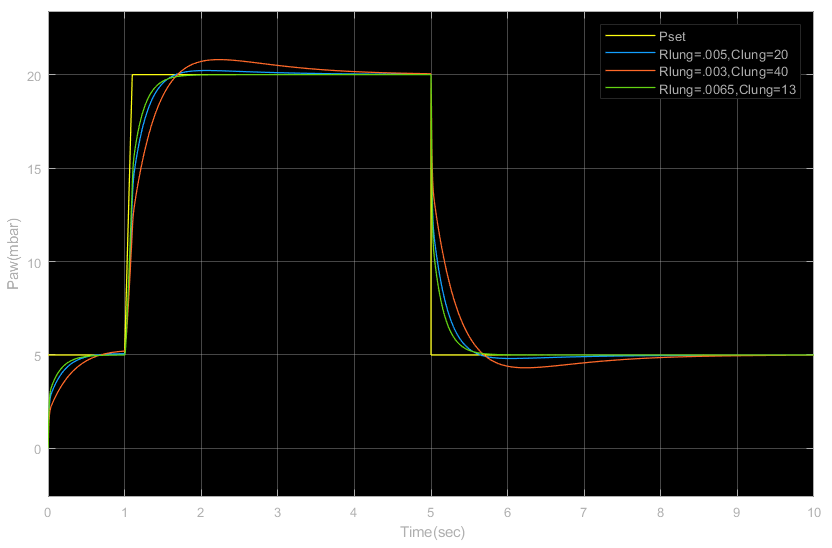 Pset
Rlung=.005,Clung=20
Rlung=.003,Clung=40
Rlung=.0065,Clung=13
20
15
10
5
0
Paw(mbar)
0 1 2 3 4 5 6 7 8 9 10
Time(sec)